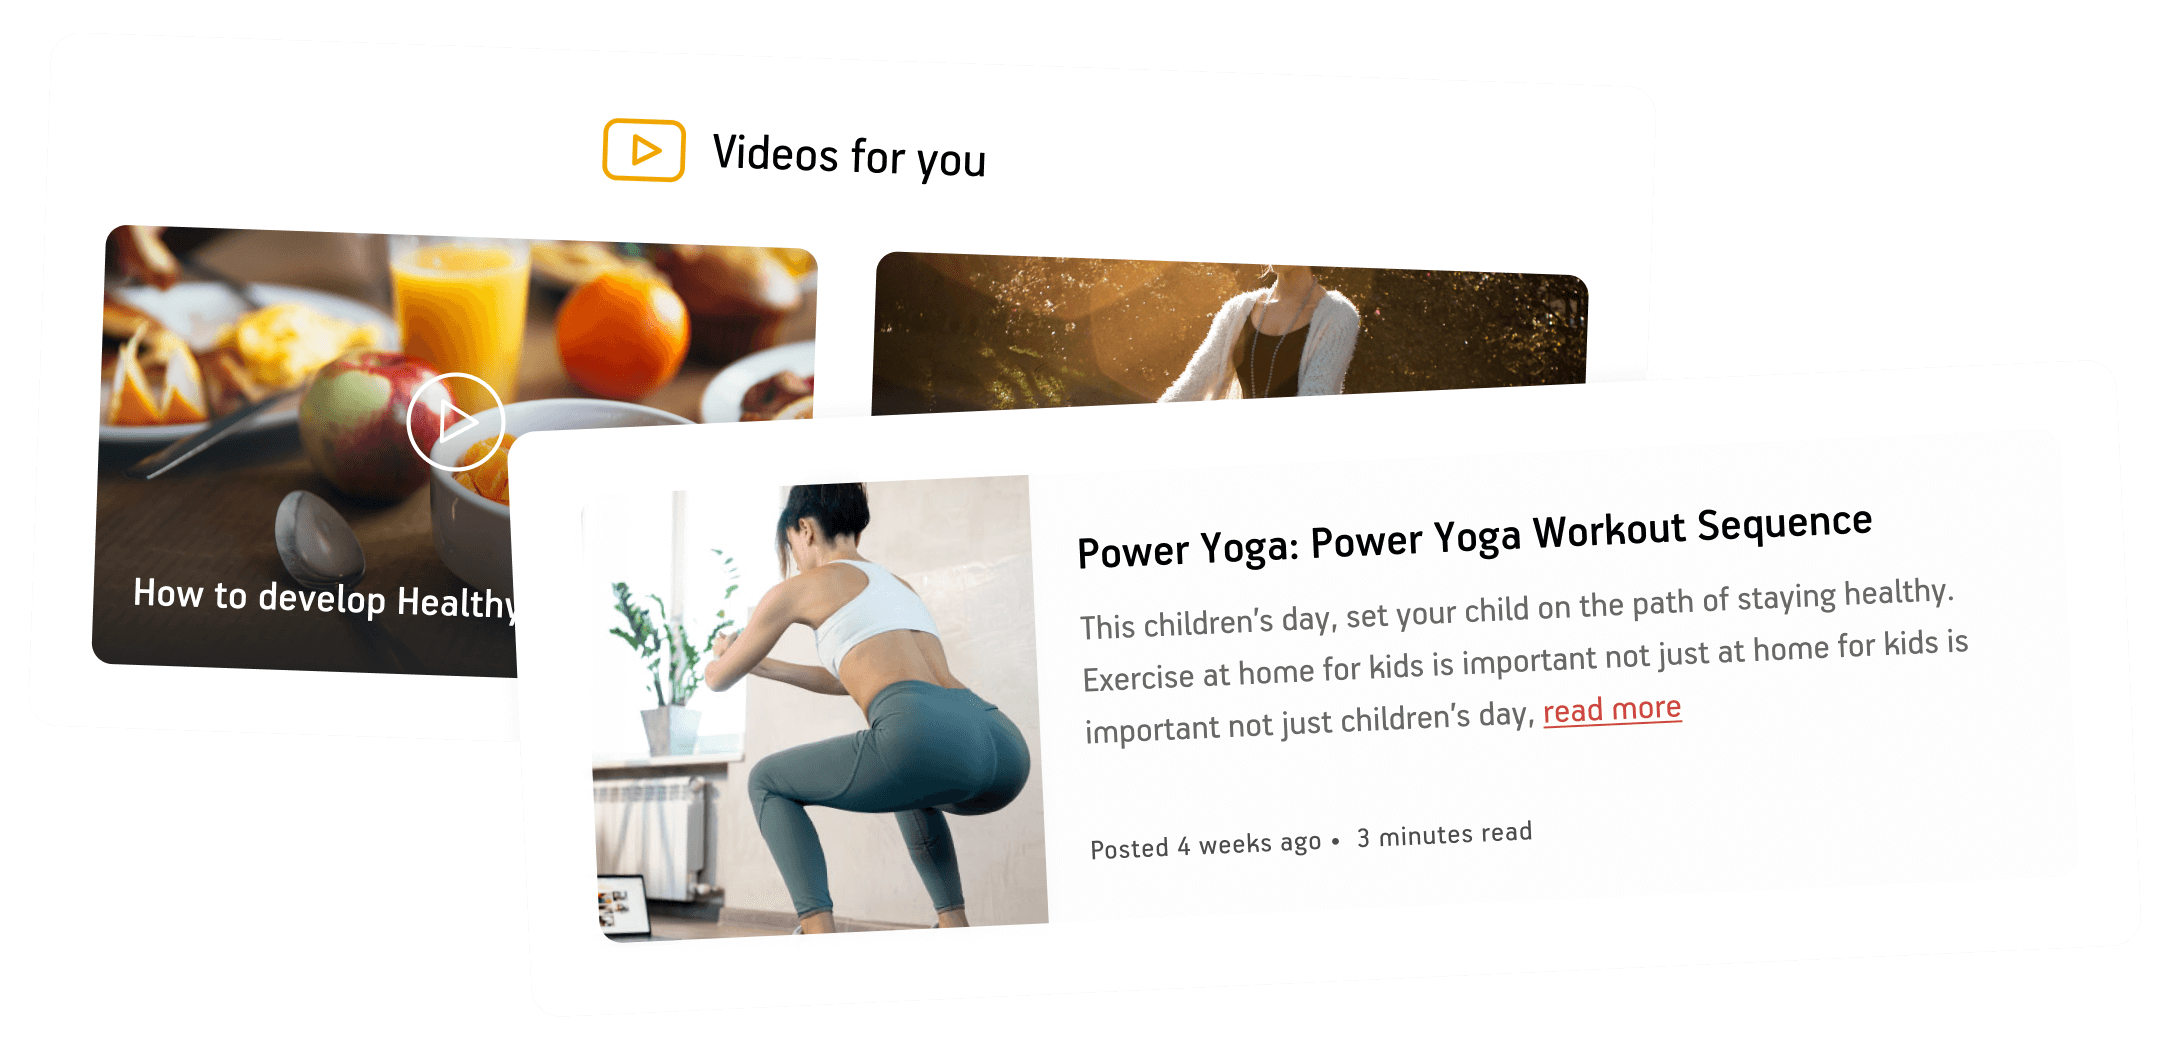 Videos for you
How to develop Healthy
Power Yoga: Power Yoga Workout Sequence
This children's day, set your child on the path of staying healthy.
Exercise at home for kids is important not just at home for kids is
important not just children's day, read more
Posted 4 weeks ago • 3 minutes read